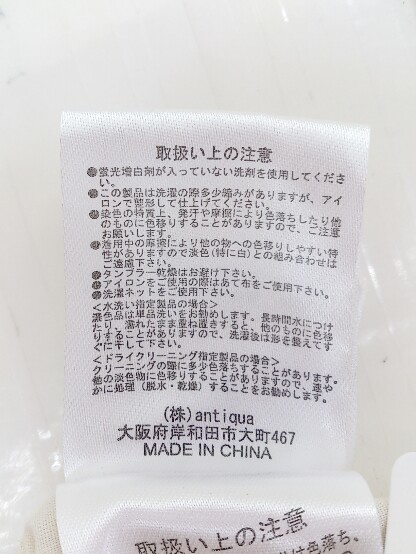 取扱い上の注意
●蛍光増白剤が入っていない洗剤を使用してくださ
い。
●この製品は洗濯の際多少縮みがありますが、アイ
ロンで整形して仕上げてください。
●染色の特質上、発汗や摩擦により色落ちしたり他
のものに色移りすることがありますので、ご注意
お願いします。
●着用中の摩擦により他の物への色移りしやすい特
性がありますので淡色(特に白)との組み合わせは
ご遠慮下さい。
●タンブラー乾燥はお避け下さい。
●アイロンをご使用の際はあて布をご使用下さい。
●洗濯ネットをご使用下さい。
<水洗い指定製品の場合>
濃色品は単品洗いをお勧めします。長時間水につけ
たり、濡れたまま重ね置きすると、他のものに色移
りすることがありますので、洗濯後は形を整えてす
ぐに干して下さい。
<ドライクリーニング指定製品の場合>
クリーニングの際に多少色落ちすることがあります。
他の淡色物に色移りすることがありますので、速や
かに処理(脱水・乾燥)することをお勧めします。
(株)antiqua
大阪府岸和田市大町467
MADE IN CHINA
取扱い上の注意
は色落ち、